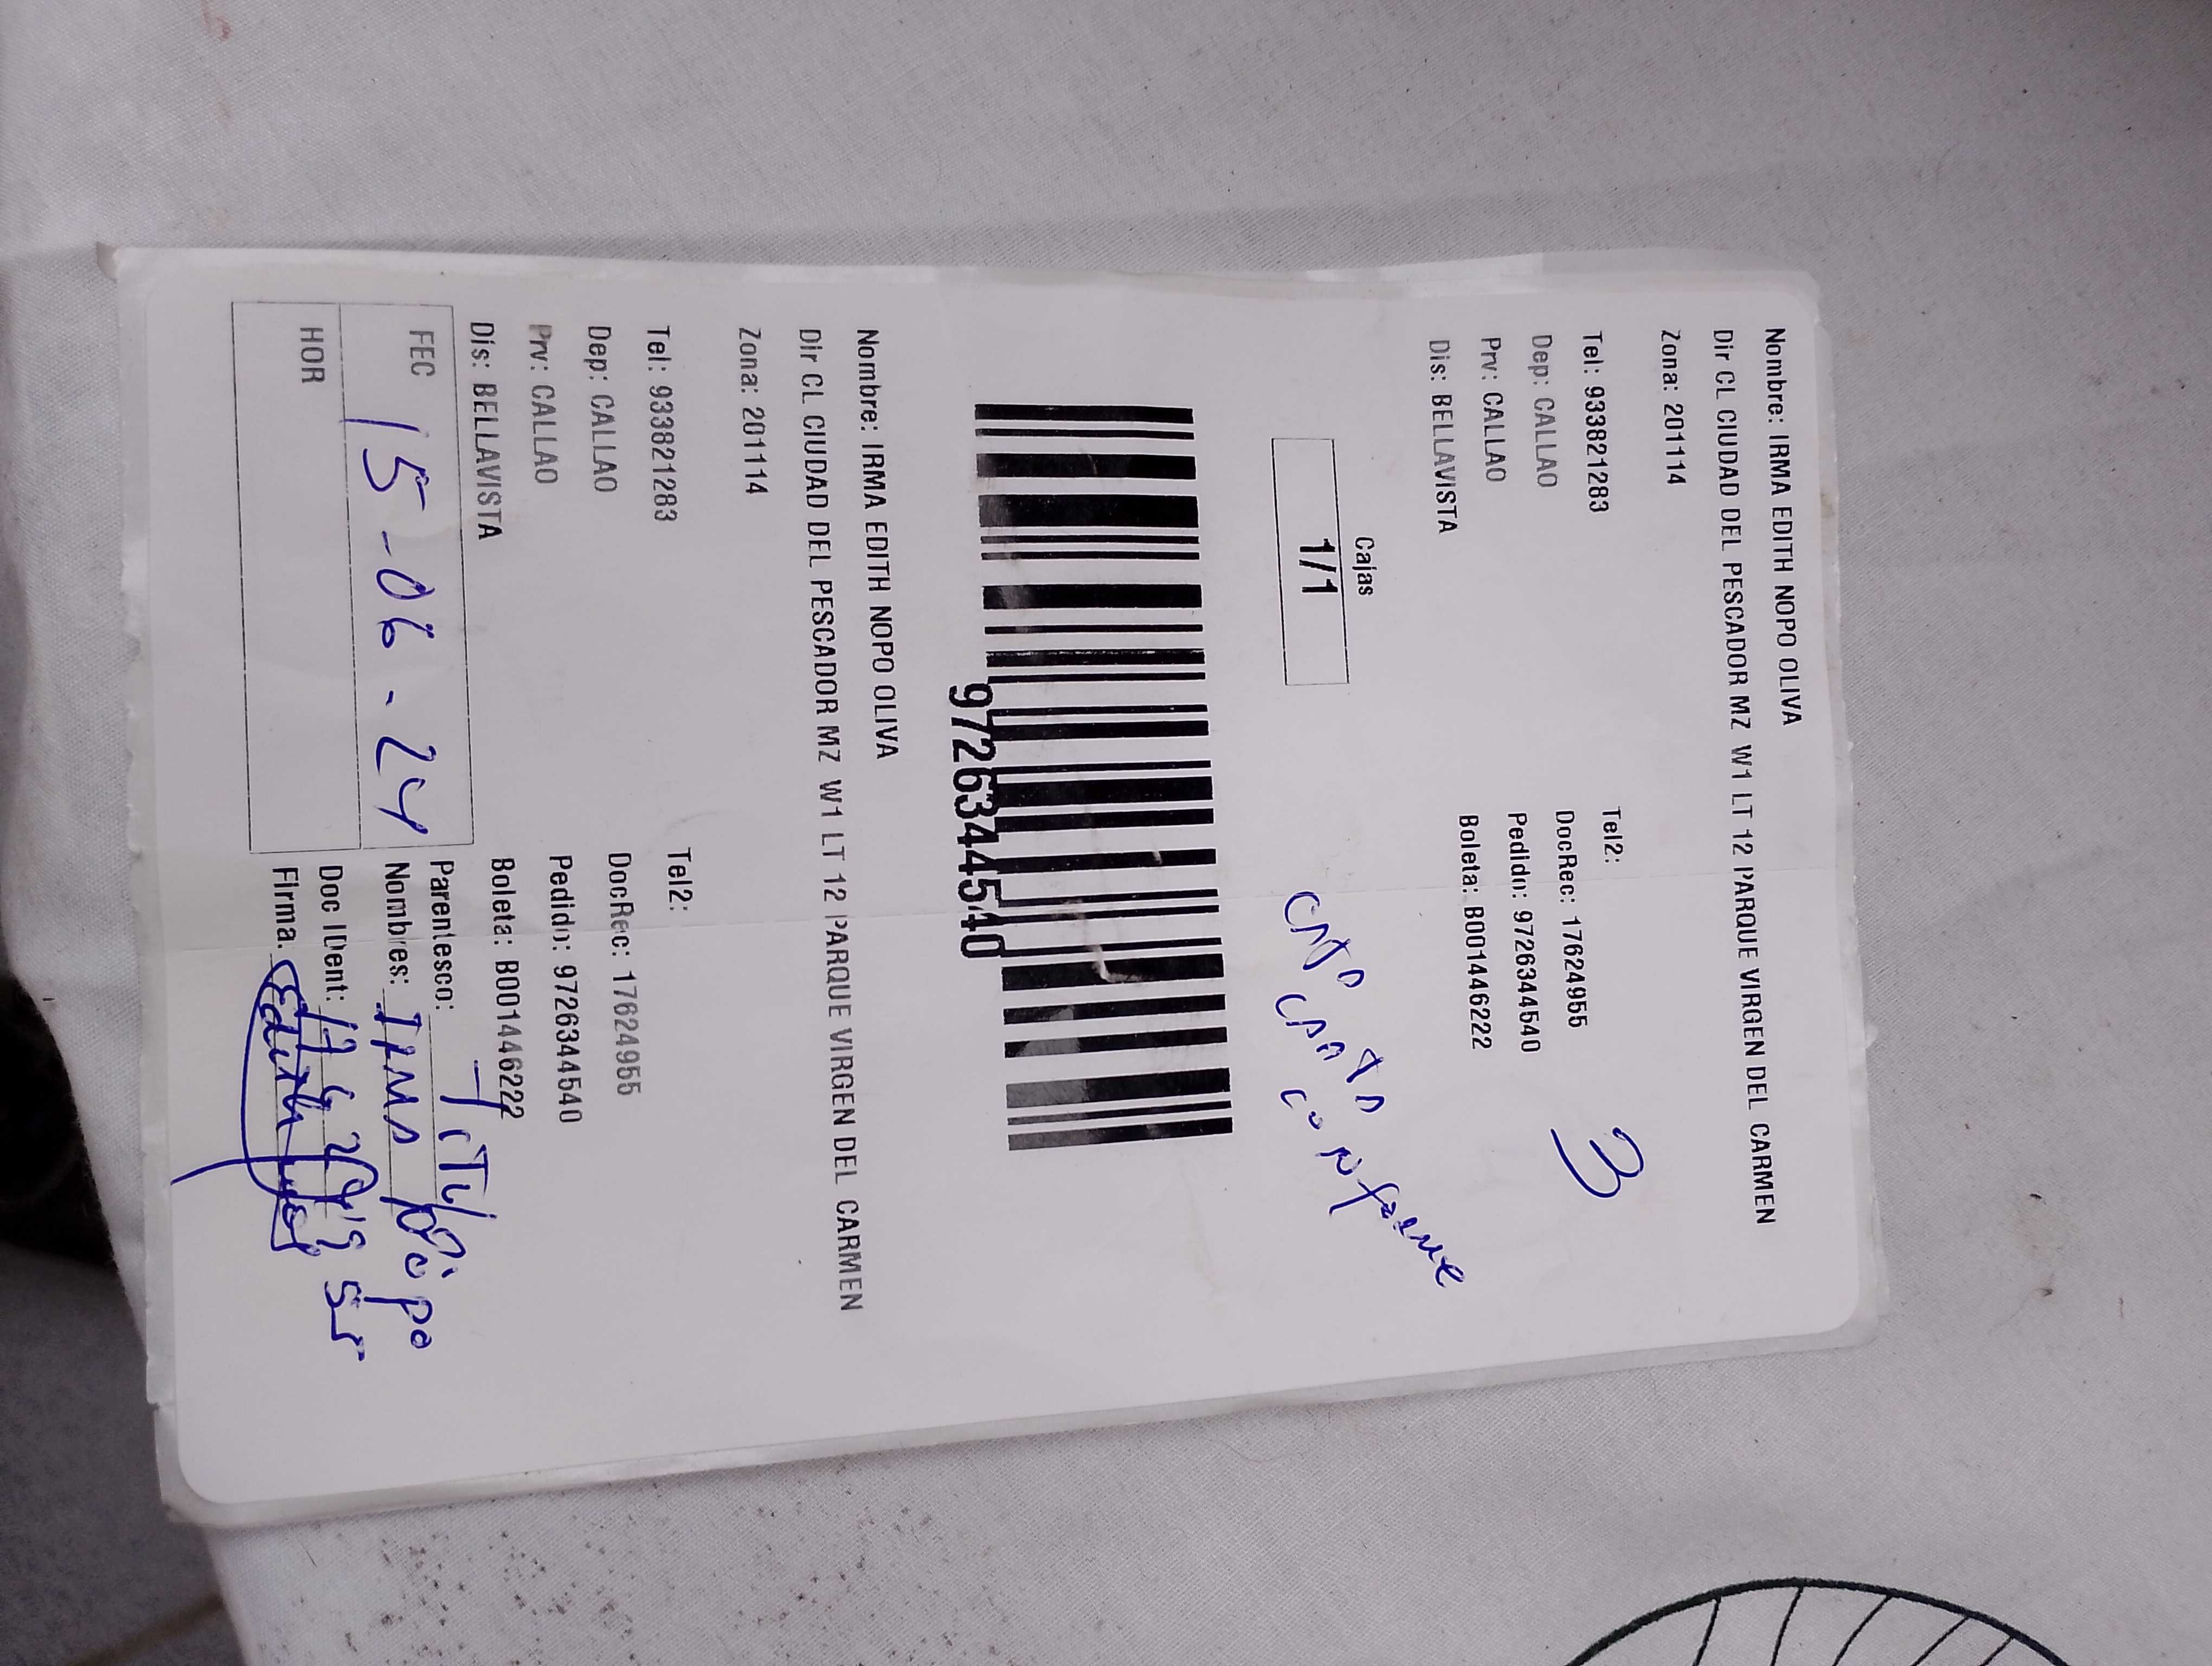 Nombre: IRMA EDITH NOPO OLIVA
Dir CL CIUDAD DEL PESCADOR MZ W1 LT 12 PARQUE VIRGEN DEL CARMEN
Zona: 201114
Tel: 933821283 Tel2:
Dep: CALLAO DocRec: 17624955
Prv: CALLAO Pedido: 9726344540
Dis: BELLAVISTA Boleta: B001446222
3
Cajas
1/1
conforme
9726344540
Nombre: IRMA EDITH NOPO OLIVA
Dir CL CIUDAD DEL PESCADOR MZ W1 LT 12 PARQUE VIRGEN DEL CARMEN
Zona: 201114
Tel: 933821283 Tel2:
Dep: CALLAO DocRec: 17624955
Prv: CALLAO Pedido: 9726344540
Dis: BELLAVISTA Boleta: B001446222
FEC 15-06-24 Parentesco: TiTu
HOR Nombres: IRMA Ñopo
Doc IDent:
Firma.